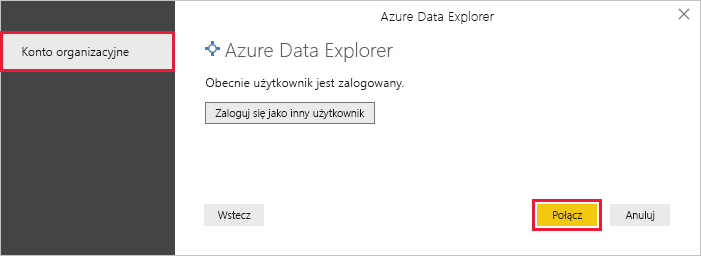 Azure Data Explorer
Konto organizacyjne
Azure Data Explorer
Obecnie użytkownik jest zalogowany.
Zaloguj się jako inny użytkownik
Wstecz
Połącz
Anuluj